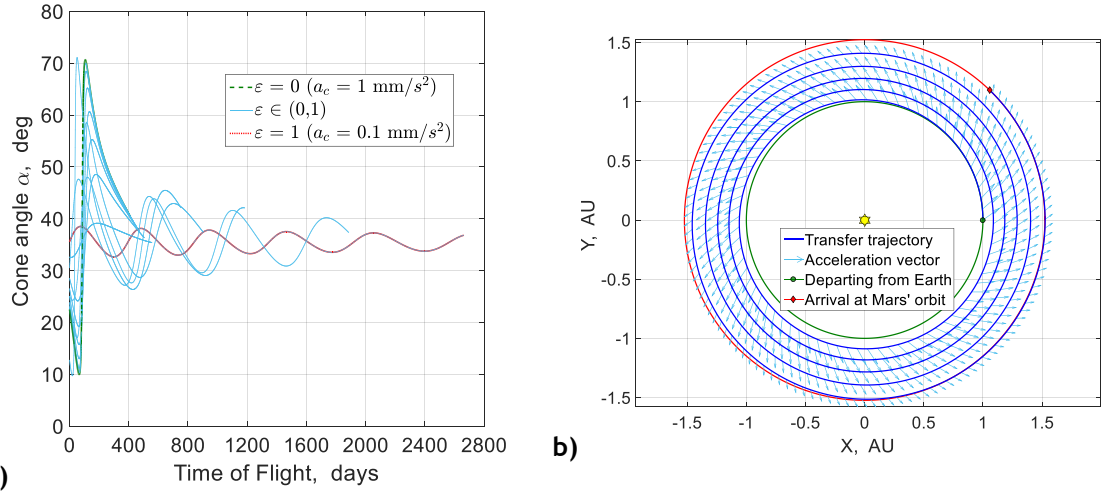 80
70
60
50
40
30
20
10
0
Cone angle α, deg
ε = 0 (a_c = 1 mm/s²)
ε ∈ (0,1)
ε = 1 (a_c = 0.1 mm/s²)
0 400 800 1200 1600 2000 2400 2800
Time of Flight, days
)
1.5
1
0.5
0
-0.5
-1
-1.5
Y, AU
Transfer trajectory
Acceleration vector
Departing from Earth
Arrival at Mars' orbit
-1.5 -1 -0.5 0 0.5 1 1.5
X, AU
b)